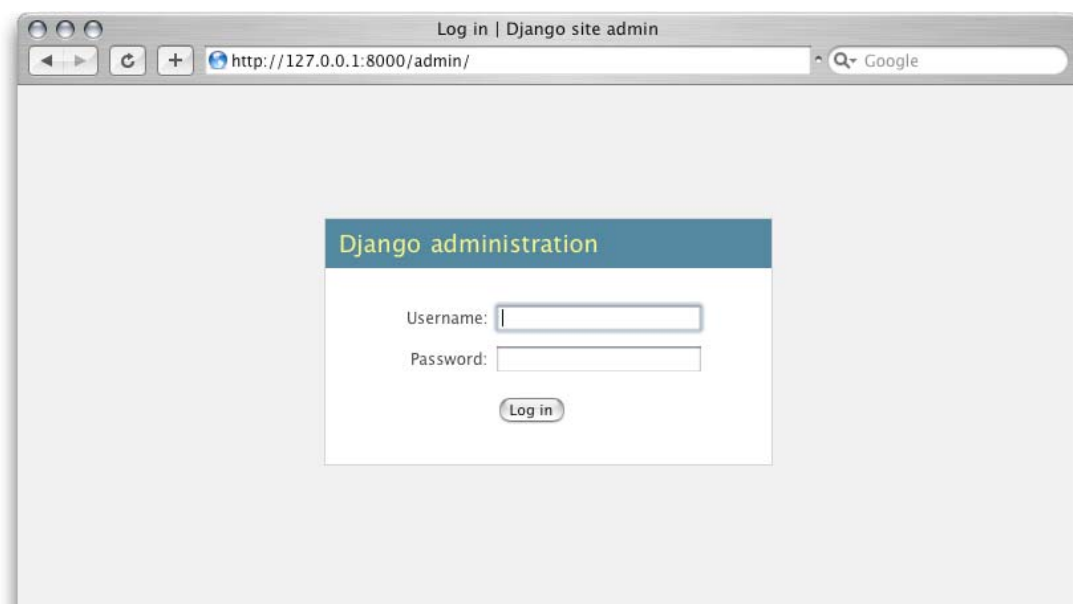 Log in | Django site admin
http://127.0.0.1:8000/admin/
Google
Django administration
Username:
Password:
Log in